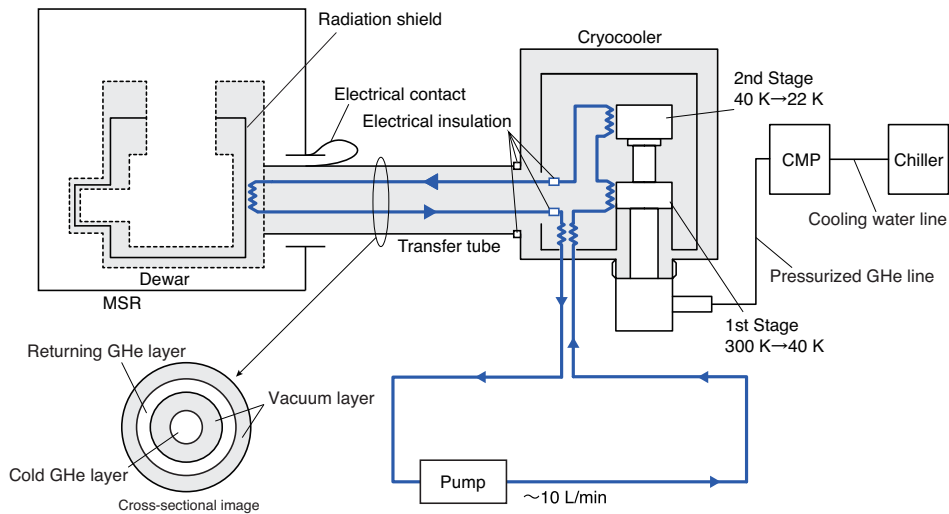 Radiation shield
Cryocooler
2nd Stage
40 K→22 K
Electrical contact
Electrical insulation
CMP
Chiller
Cooling water line
Transfer tube
Dewar
MSR
Pressurized GHe line
1st Stage
300 K→40 K
Returning GHe layer
Vacuum layer
Cold GHe layer
Pump
～10 L/min
Cross-sectional image